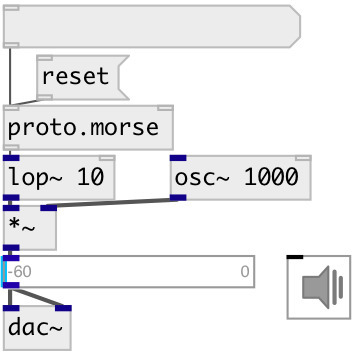 reset
proto.morse
lop~ 10
osc~ 1000
*~
-60 0
dac~